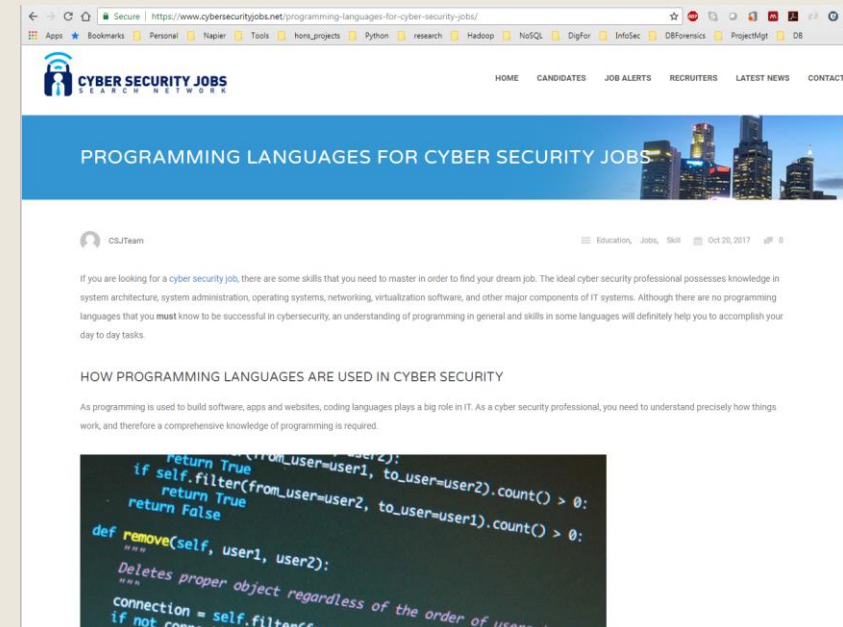 Secure | https://www.cybersecurityjobs.net/programming-languages-for-cyber-security-jobs/
Apps Bookmarks Personal Napier Tools hons_projects Python research Hadoop NoSQL DigFor InfoSec DBForensics ProjectMgt DB
CYBER SECURITY JOBS
SEARCH NETWORK
HOME CANDIDATES JOB ALERTS RECRUITERS LATEST NEWS CONTACT
PROGRAMMING LANGUAGES FOR CYBER SECURITY JOBS
CSJTeam Education, Jobs, Skill Oct 20, 2017 0
If you are looking for a cyber security job, there are some skills that you need to master in order to find your dream job. The ideal cyber security professional possesses knowledge in
system architecture, system administration, operating systems, networking, virtualization software, and other major components of IT systems. Although there are no programming
languages that you must know to be successful in cybersecurity, an understanding of programming in general and skills in some languages will definitely help you to accomplish your
day to day tasks.
HOW PROGRAMMING LANGUAGES ARE USED IN CYBER SECURITY
As programming is used to build software, apps and websites, coding languages plays a big role in IT. As a cyber security professional, you need to understand precisely how things
work, and therefore a comprehensive knowledge of programming is required.
return True
if self.filter(from_user=user1, to_user=user2).count() > 0:
return True
if self.filter(from_user=user2, to_user=user1).count() > 0:
return False
def remove(self, user1, user2):
"""
Deletes proper object regardless of the order of
"""
connection = self.filter(
if not